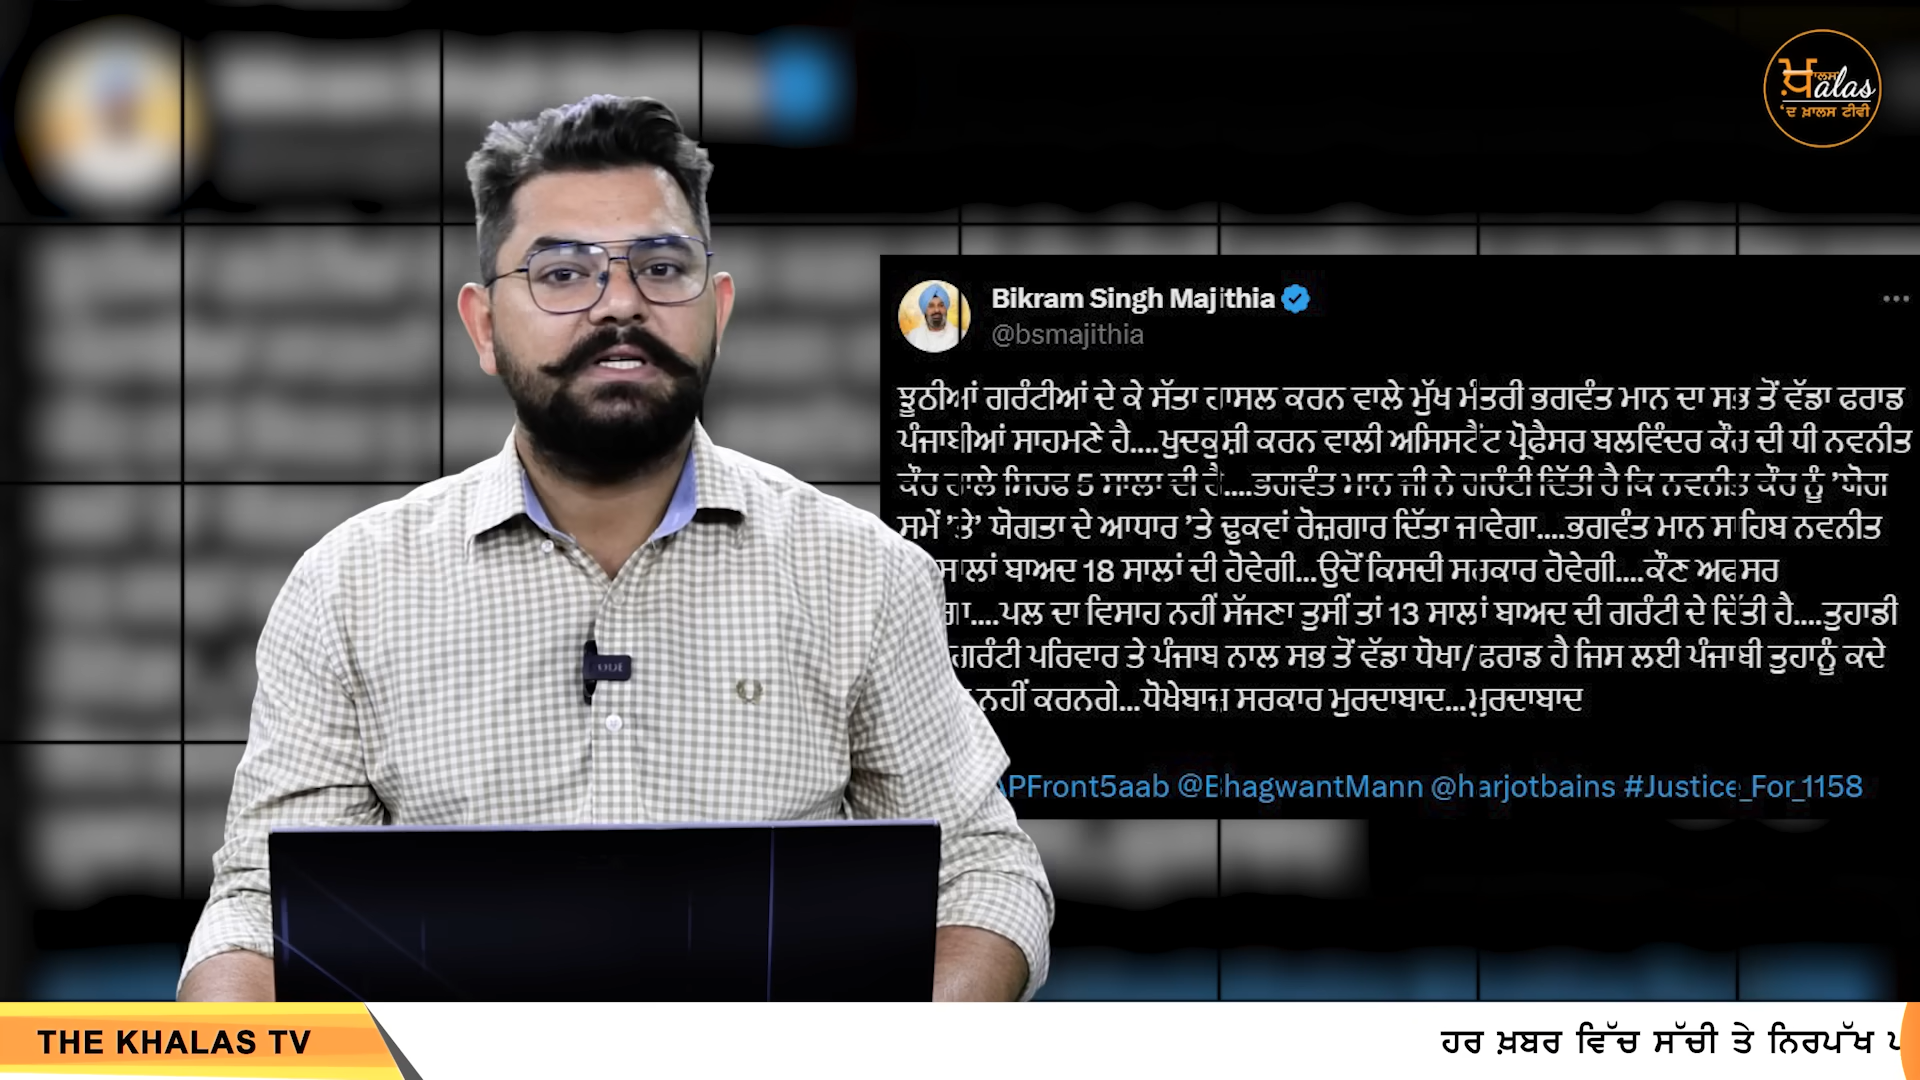 ਖ਼ਾਲਸ
alas
'ਦ ਖ਼ਾਲਸ ਟੀਵੀ
Bikram Singh Majithia
@bsmajithia
ਝੂਠੀਆਂ ਗਰੰਟੀਆਂ ਦੇ ਕੇ ਸੱਤਾ ਹਾਸਲ ਕਰਨ ਵਾਲੇ ਮੁੱਖ ਮੰਤਰੀ ਭਗਵੰਤ ਮਾਨ ਦਾ ਸਭ ਤੋਂ ਵੱਡਾ ਫਰਾਡ
ਪੰਜਾਬੀਆਂ ਸਾਹਮਣੇ ਹੈ....ਖੁਦਕੁਸ਼ੀ ਕਰਨ ਵਾਲੀ ਅਸਿਸਟੈਂਟ ਪ੍ਰੋਫੈਸਰ ਬਲਵਿੰਦਰ ਕੌਰ ਦੀ ਧੀ ਨਵਨੀਤ
ਕੌਰ ਹਾਲੇ ਸਿਰਫ 5 ਸਾਲਾਂ ਦੀ ਹੈ....ਭਗਵੰਤ ਮਾਨ ਜੀ ਨੇ ਗਰੰਟੀ ਦਿੱਤੀ ਹੈ ਕਿ ਨਵਨੀਤ ਕੌਰ ਨੂੰ 'ਯੋਗ
ਸਮੇਂ 'ਤੇ' ਯੋਗਤਾ ਦੇ ਆਧਾਰ 'ਤੇ ਢੁਕਵਾਂ ਰੋਜ਼ਗਾਰ ਦਿੱਤਾ ਜਾਵੇਗਾ....ਭਗਵੰਤ ਮਾਨ ਸਾਹਿਬ ਨਵਨੀਤ
ਸਾਲਾਂ ਬਾਅਦ 18 ਸਾਲਾਂ ਦੀ ਹੋਵੇਗੀ...ਉਦੋਂ ਕਿਸਦੀ ਸਰਕਾਰ ਹੋਵੇਗੀ....ਕੌਣ ਅਫਸਰ
....ਪਲ ਦਾ ਵਿਸਾਹ ਨਹੀਂ ਸੱਜਣਾ ਤੁਸੀਂ ਤਾਂ 13 ਸਾਲਾਂ ਬਾਅਦ ਦੀ ਗਰੰਟੀ ਦੇ ਦਿੱਤੀ ਹੈ....ਤੁਹਾਡੀ
ਗਰੰਟੀ ਪਰਿਵਾਰ ਤੇ ਪੰਜਾਬ ਨਾਲ ਸਭ ਤੋਂ ਵੱਡਾ ਧੋਖਾ/ਫਰਾਡ ਹੈ ਜਿਸ ਲਈ ਪੰਜਾਬੀ ਤੁਹਾਨੂੰ ਕਦੇ
ਨਹੀਂ ਕਰਨਗੇ...ਧੋਖੇਬਾਜ਼ ਸਰਕਾਰ ਮੁਰਦਾਬਾਦ...ਮੁਰਦਾਬਾਦ
APFront5aab @BhagwantMann @harjotbains #Justice_For_1158
THE KHALAS TV
ਹਰ ਖ਼ਬਰ ਵਿੱਚ ਸੱਚੀ ਤੇ ਨਿਰਪੱਖ